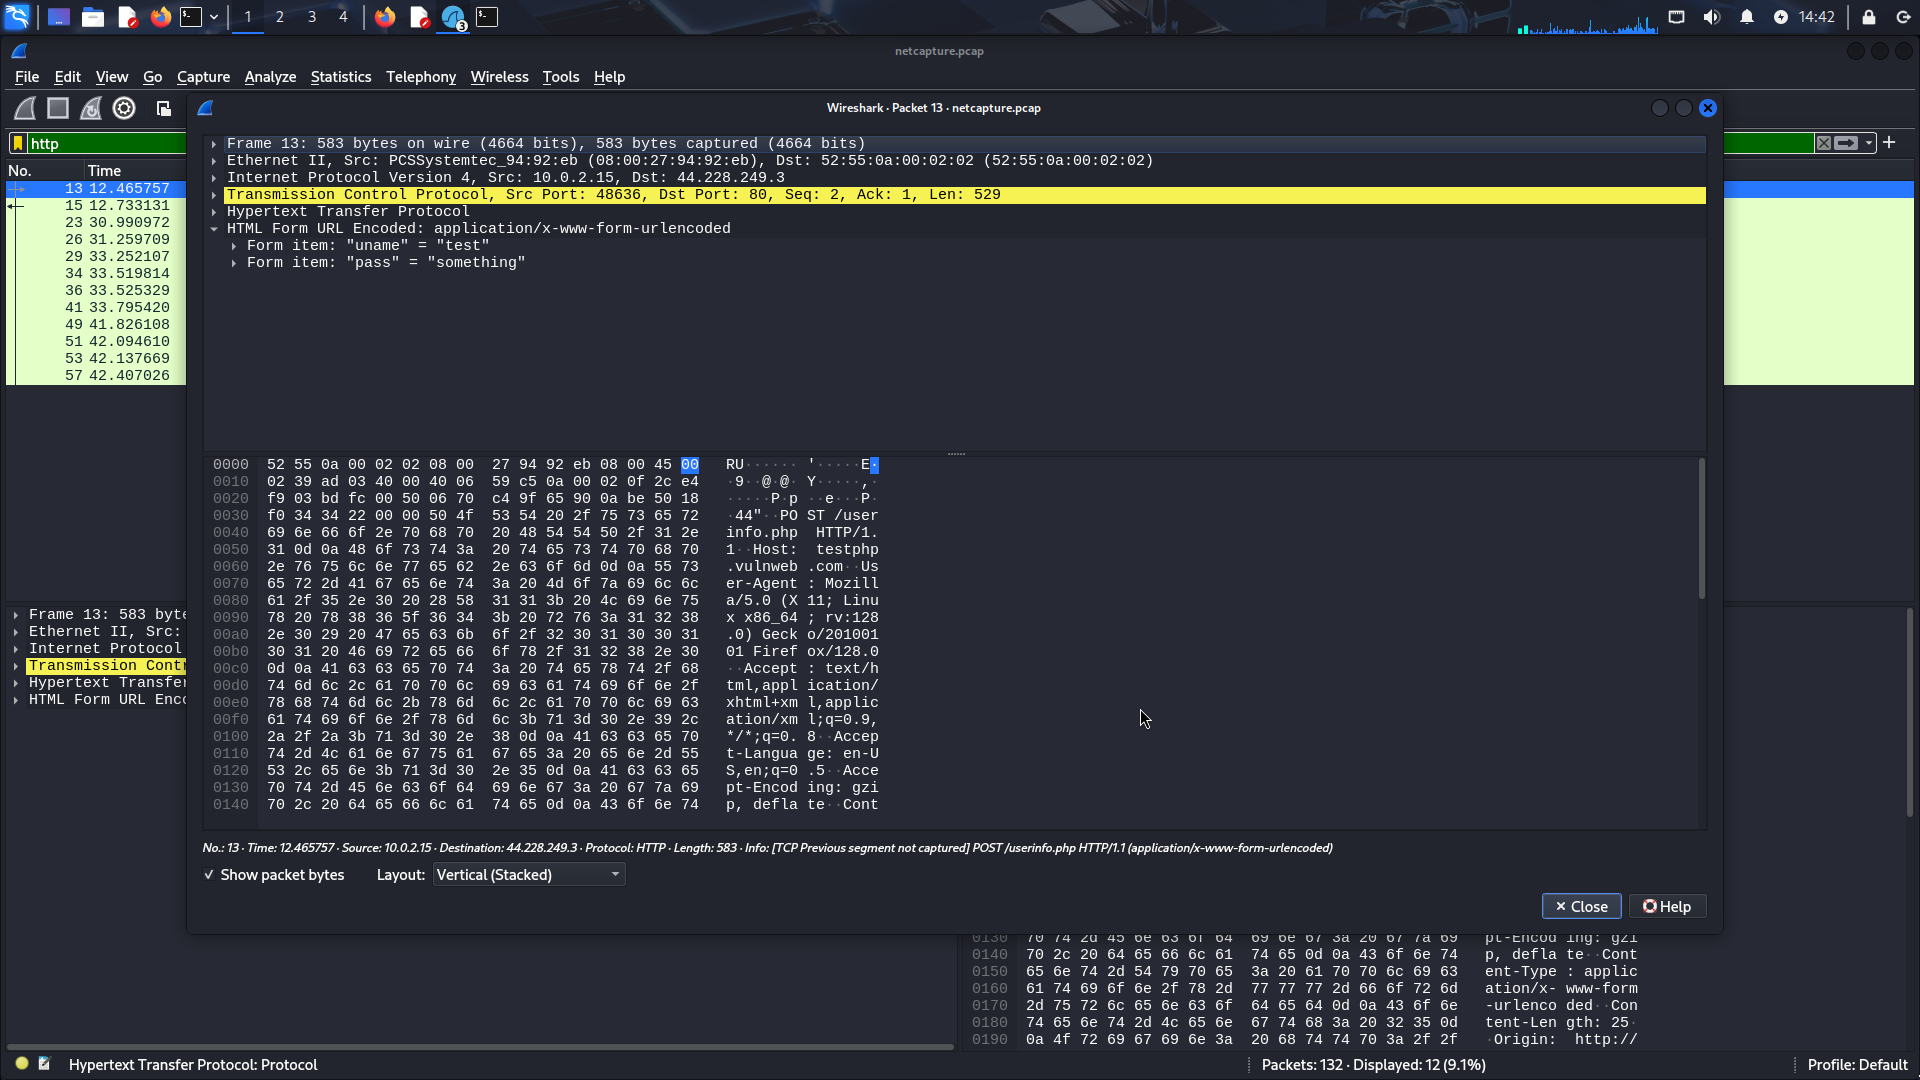 1 2 3 4 3 14:42
netcapture.pcap
File Edit View Go Capture Analyze Statistics Telephony Wireless Tools Help
Wireshark · Packet 13 · netcapture.pcap
http
No. Time
13 12.465757
15 12.733131
23 30.990972
26 31.259709
29 33.252107
34 33.519814
36 33.525329
41 33.795420
49 41.826108
51 42.094610
53 42.137669
57 42.407026
Frame 13: 583 bytes on wire (4664 bits), 583 bytes captured (4664 bits)
Ethernet II, Src: PCSSystemtec_94:92:eb (08:00:27:94:92:eb), Dst: 52:55:0a:00:02:02 (52:55:0a:00:02:02)
Internet Protocol Version 4, Src: 10.0.2.15, Dst: 44.228.249.3
Transmission Control Protocol, Src Port: 48636, Dst Port: 80, Seq: 2, Ack: 1, Len: 529
Hypertext Transfer Protocol
HTML Form URL Encoded: application/x-www-form-urlencoded
Form item: "uname" = "test"
Form item: "pass" = "something"
0000 52 55 0a 00 02 02 08 00 27 94 92 eb 08 00 45 00 RU······ '·····E·
0010 02 39 ad 03 40 00 40 06 59 c5 0a 00 02 0f 2c e4 ·9··@·@· Y·····,·
0020 f9 03 bd fc 00 50 06 70 c4 9f 65 90 0a be 50 18 ·····P·p ··e···P·
0030 f0 34 34 22 00 00 50 4f 53 54 20 2f 75 73 65 72 ·44"··PO ST /user
0040 69 6e 66 6f 2e 70 68 70 20 48 54 54 50 2f 31 2e info.php HTTP/1.
0050 31 0d 0a 48 6f 73 74 3a 20 74 65 73 74 70 68 70 1··Host: testphp
0060 2e 76 75 6c 6e 77 65 62 2e 63 6f 6d 0d 0a 55 73 .vulnweb .com··Us
0070 65 72 2d 41 67 65 6e 74 3a 20 4d 6f 7a 69 6c 6c er-Agent : Mozill
0080 61 2f 35 2e 30 20 28 58 31 31 3b 20 4c 69 6e 75 a/5.0 (X 11; Linu
0090 78 20 78 38 36 5f 36 34 3b 20 72 76 3a 31 32 38 x x86_64 ; rv:128
00a0 2e 30 29 20 47 65 63 6b 6f 2f 32 30 31 30 30 31 .0) Geck o/201001
00b0 30 31 20 46 69 72 65 66 6f 78 2f 31 32 38 2e 30 01 Firef ox/128.0
00c0 0d 0a 41 63 63 65 70 74 3a 20 74 65 78 74 2f 68 ··Accept : text/h
00d0 74 6d 6c 2c 61 70 70 6c 69 63 61 74 69 6f 6e 2f tml,appl ication/
00e0 78 68 74 6d 6c 2b 78 6d 6c 2c 61 70 70 6c 69 63 xhtml+xm l,applic
00f0 61 74 69 6f 6e 2f 78 6d 6c 3b 71 3d 30 2e 39 2c ation/xm l;q=0.9,
0100 2a 2f 2a 3b 71 3d 30 2e 38 0d 0a 41 63 63 65 70 */*;q=0. 8··Accep
0110 74 2d 4c 61 6e 67 75 61 67 65 3a 20 65 6e 2d 55 t-Langua ge: en-U
0120 53 2c 65 6e 3b 71 3d 30 2e 35 0d 0a 41 63 63 65 S,en;q=0 .5··Acce
0130 70 74 2d 45 6e 63 6f 64 69 6e 67 3a 20 67 7a 69 pt-Encod ing: gzi
0140 70 2c 20 64 65 66 6c 61 74 65 0d 0a 43 6f 6e 74 p, defla te··Cont
No.: 13 · Time: 12.465757 · Source: 10.0.2.15 · Destination: 44.228.249.3 · Protocol: HTTP · Length: 583 · Info: [TCP Previous segment not captured] POST /userinfo.php HTTP/1.1 (application/x-www-form-urlencoded)
Show packet bytes Layout: Vertical (Stacked)
Close Help
Frame 13: 583 byte
Ethernet II, Src:
Internet Protocol
Transmission Contr
Hypertext Transfer
HTML Form URL Enco
0130 70 74 2d 45 6e 63 6f 64 69 6e 67 3a 20 67 7a 69 pt-Encod ing: gzi
0140 70 2c 20 64 65 66 6c 61 74 65 0d 0a 43 6f 6e 74 p, defla te··Cont
0150 65 6e 74 2d 54 79 70 65 3a 20 61 70 70 6c 69 63 ent-Type : applic
0160 61 74 69 6f 6e 2f 78 2d 77 77 77 2d 66 6f 72 6d ation/x- www-form
0170 2d 75 72 6c 65 6e 63 6f 64 65 64 0d 0a 43 6f 6e -urlenco ded··Con
0180 74 65 6e 74 2d 4c 65 6e 67 74 68 3a 20 32 35 0d tent-Len gth: 25·
0190 0a 4f 72 69 67 69 6e 3a 20 68 74 74 70 3a 2f 2f ·Origin: http://
Hypertext Transfer Protocol: Protocol
Packets: 132 · Displayed: 12 (9.1%)
Profile: Default